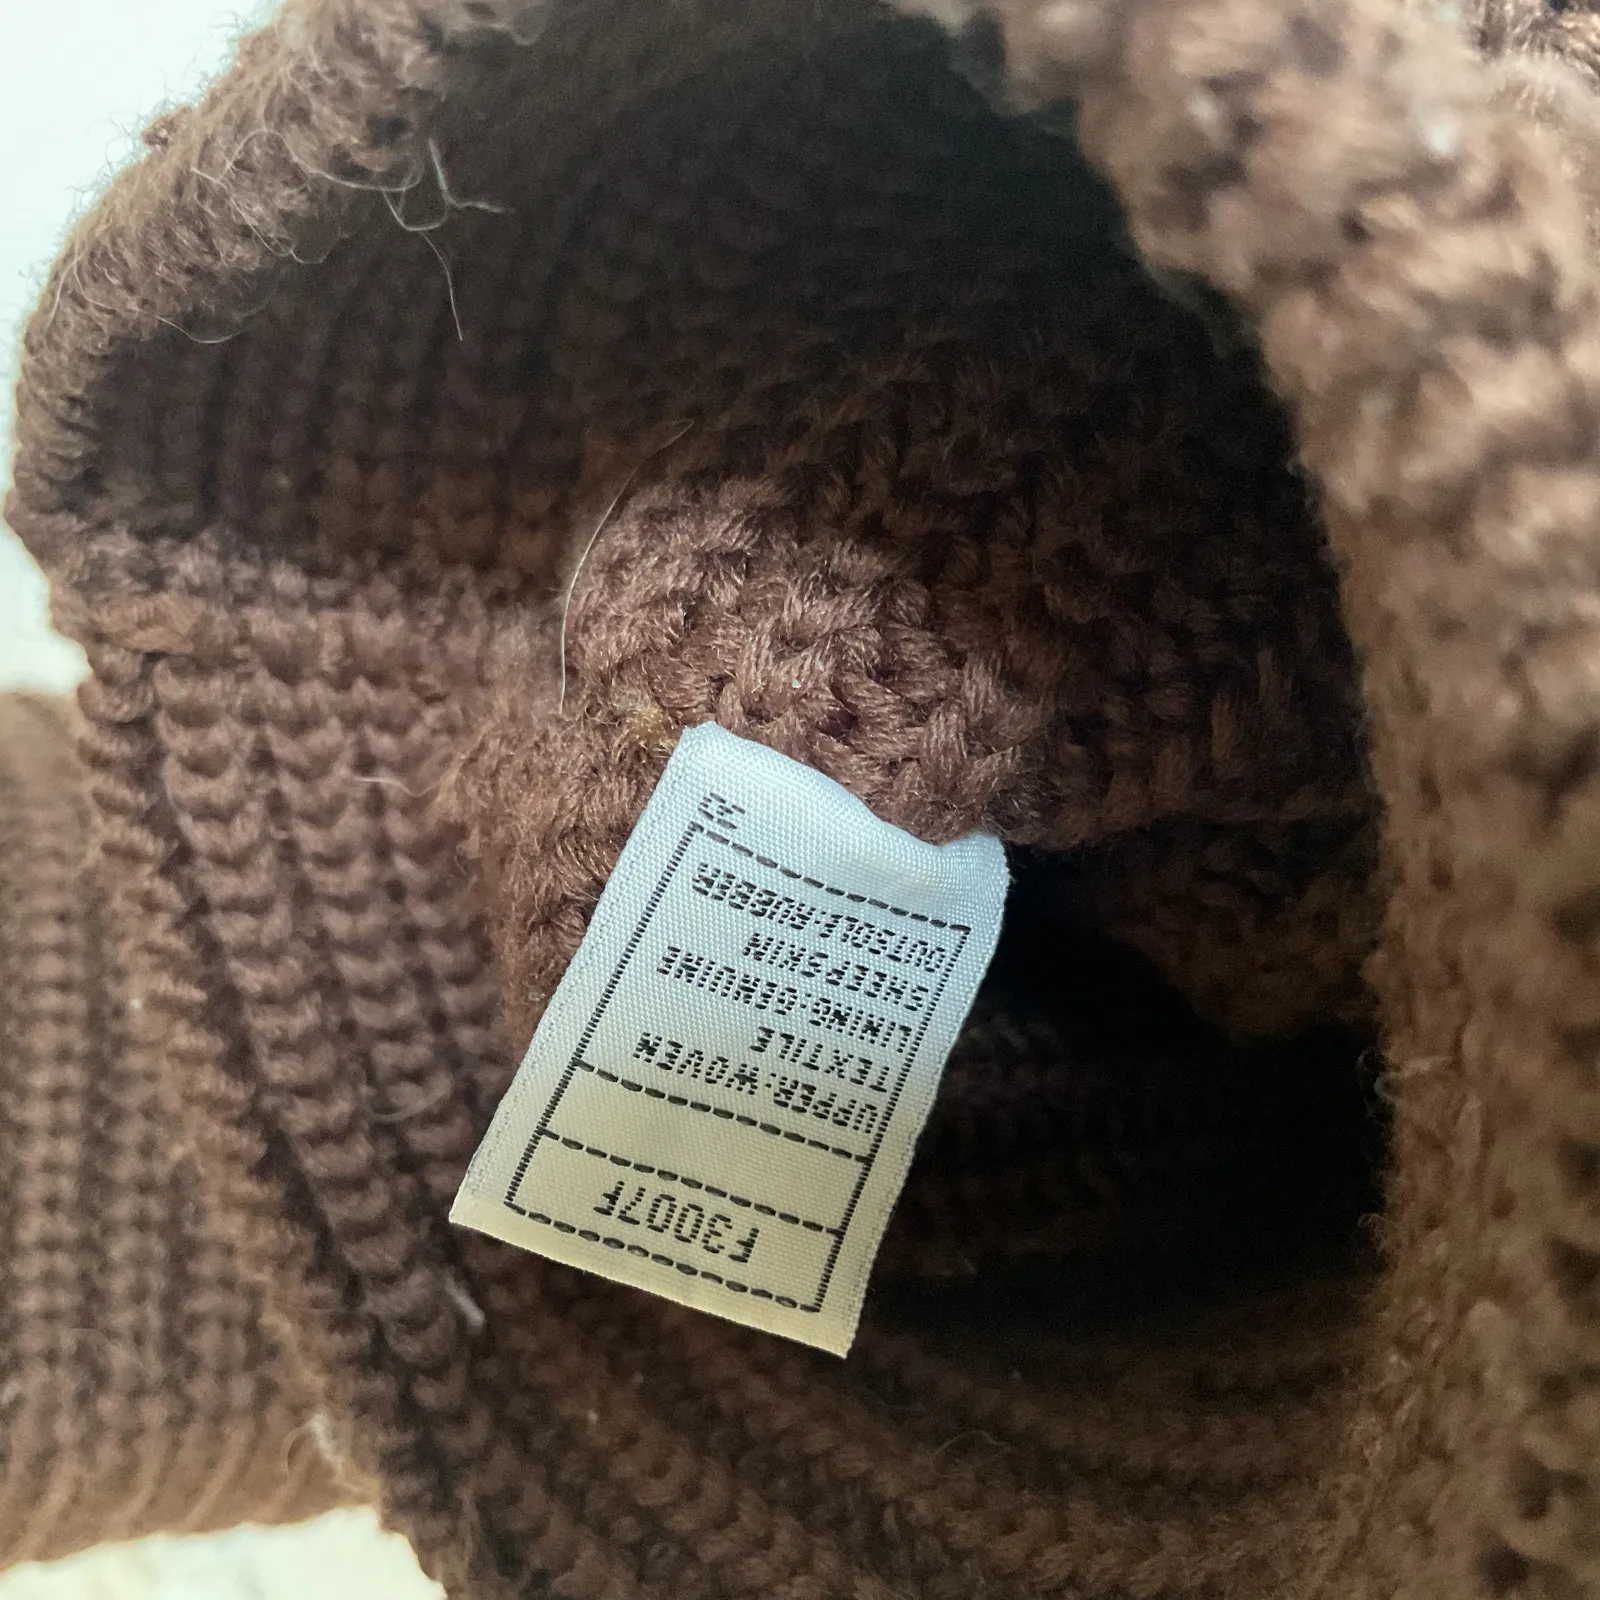 F3007F
UPPER:WOVEN
TEXTILE
LINING:GENUINE
SHEEPSKIN
OUTSOLE:RUBBER